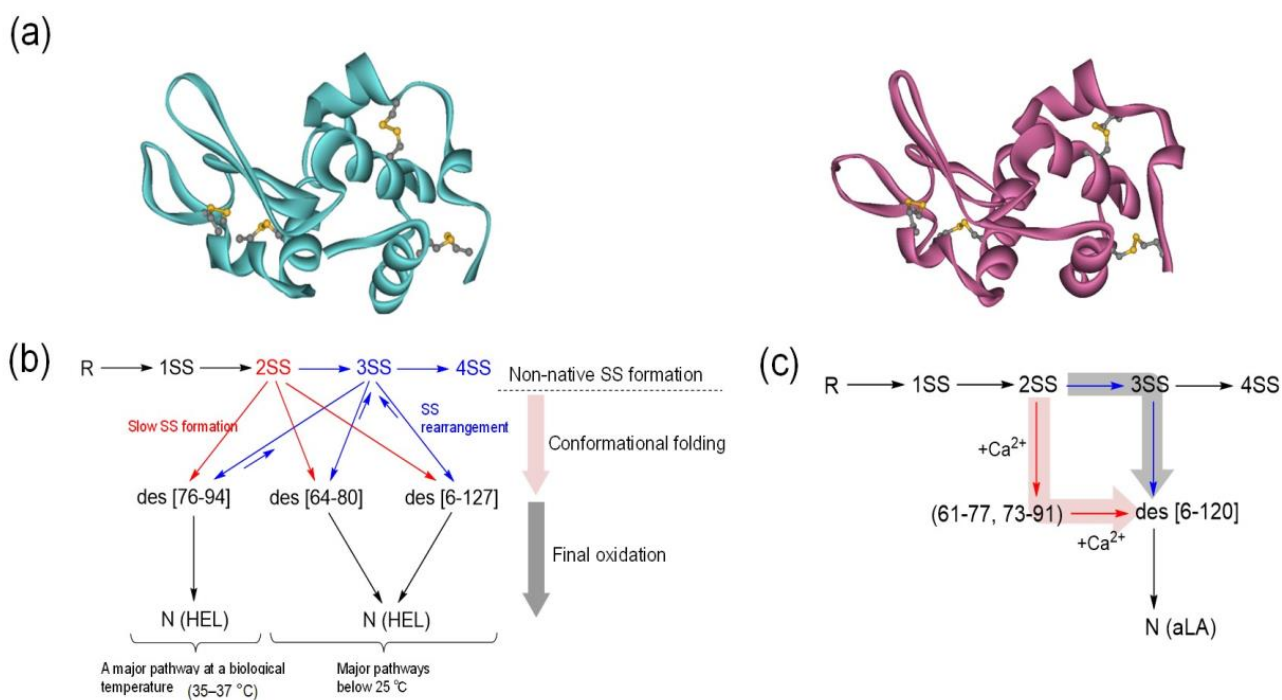 (a)
(b)
R 1SS 2SS 3SS 4SS
Non-native SS formation
Slow SS formation
SS
rearrangement
Conformational folding
des [76-94] des [64-80] des [6-127]
Final oxidation
N (HEL) N (HEL)
A major pathway at a biological
temperature (35–37 °C)
Major pathways
below 25 °C
(c)
R 1SS 2SS 3SS 4SS
+Ca2+
(61-77, 73-91) des [6-120]
+Ca2+
N (aLA)